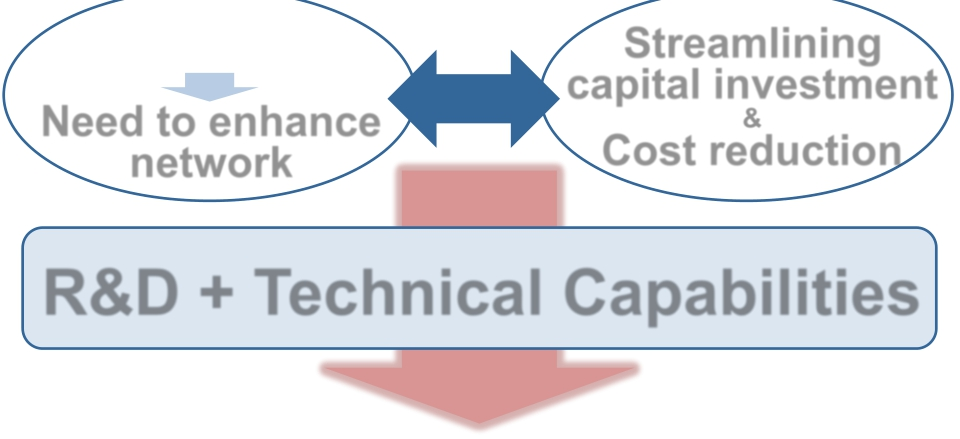 Need to enhance
network
Streamlining
capital investment
&
Cost reduction
R&D + Technical Capabilities